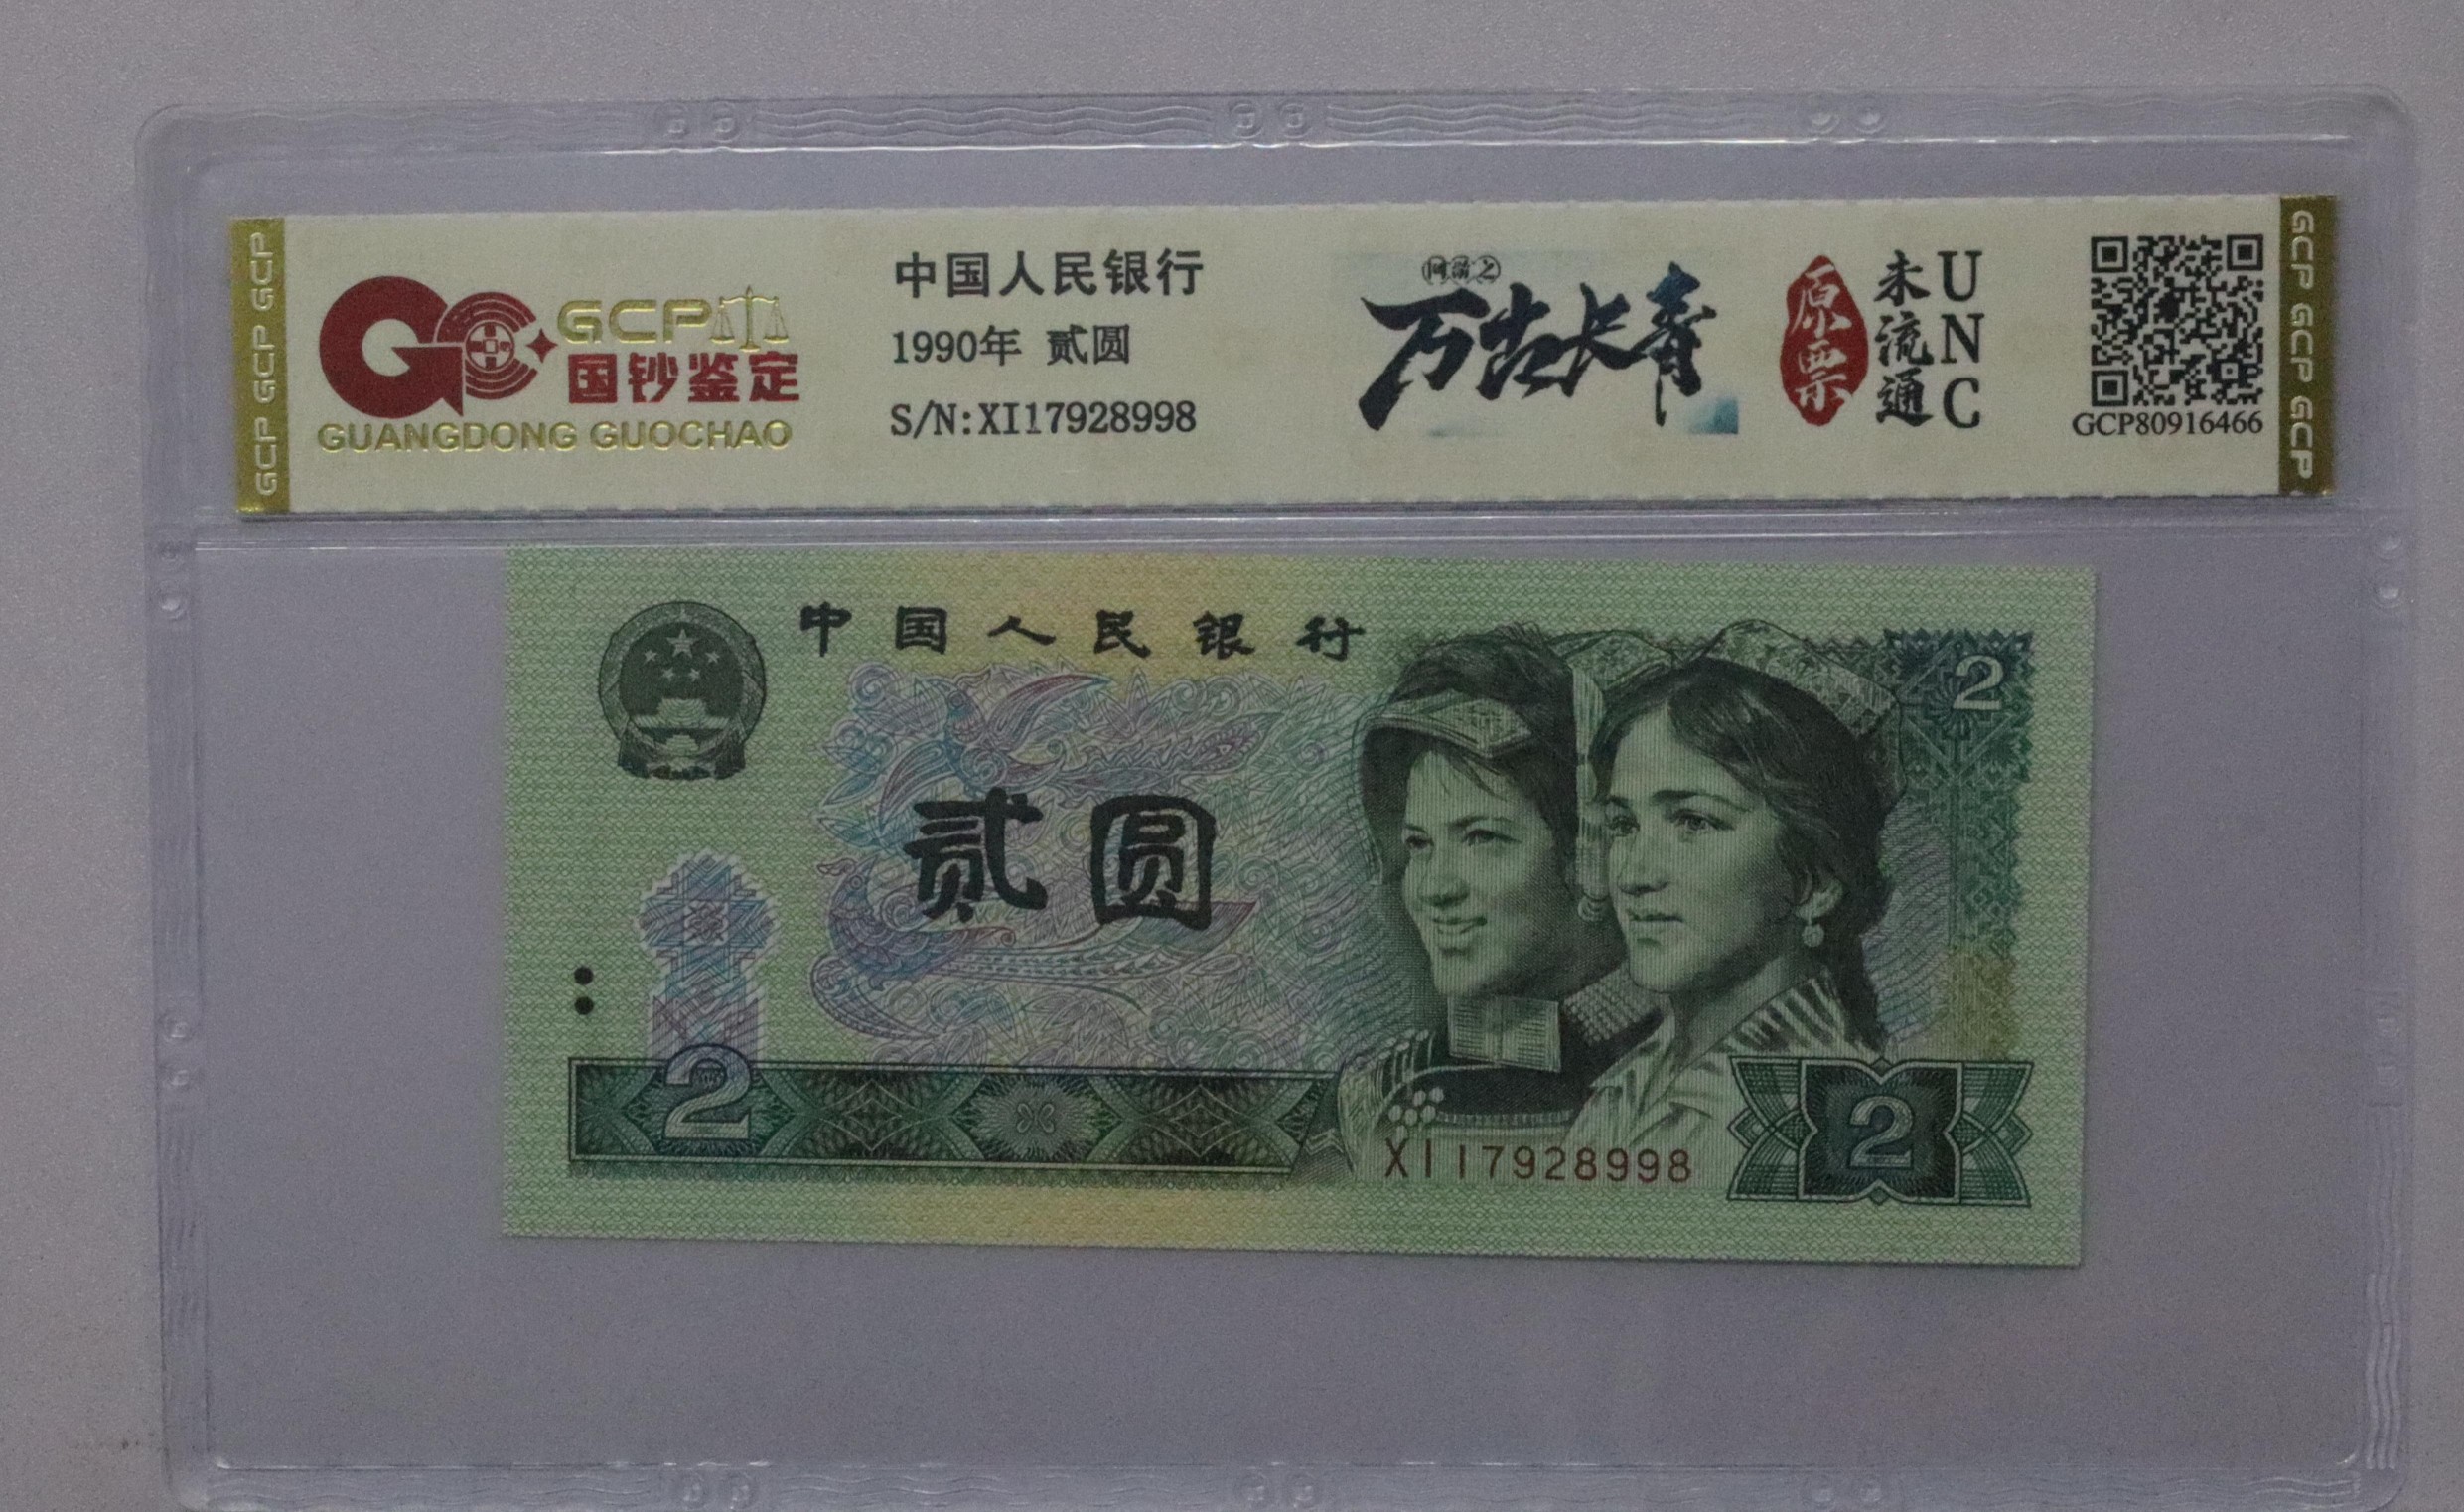 GCP GCP GCP
GCP
国钞鉴定
GUANGDONG GUOCHAO
中国人民银行
1990年 贰圆
S/N:XI17928998
万古长青
原票
未流通
UNC
GCP80916466
GCP GCP GCP
中国人民银行
2
贰圆
2
XI17928998
2